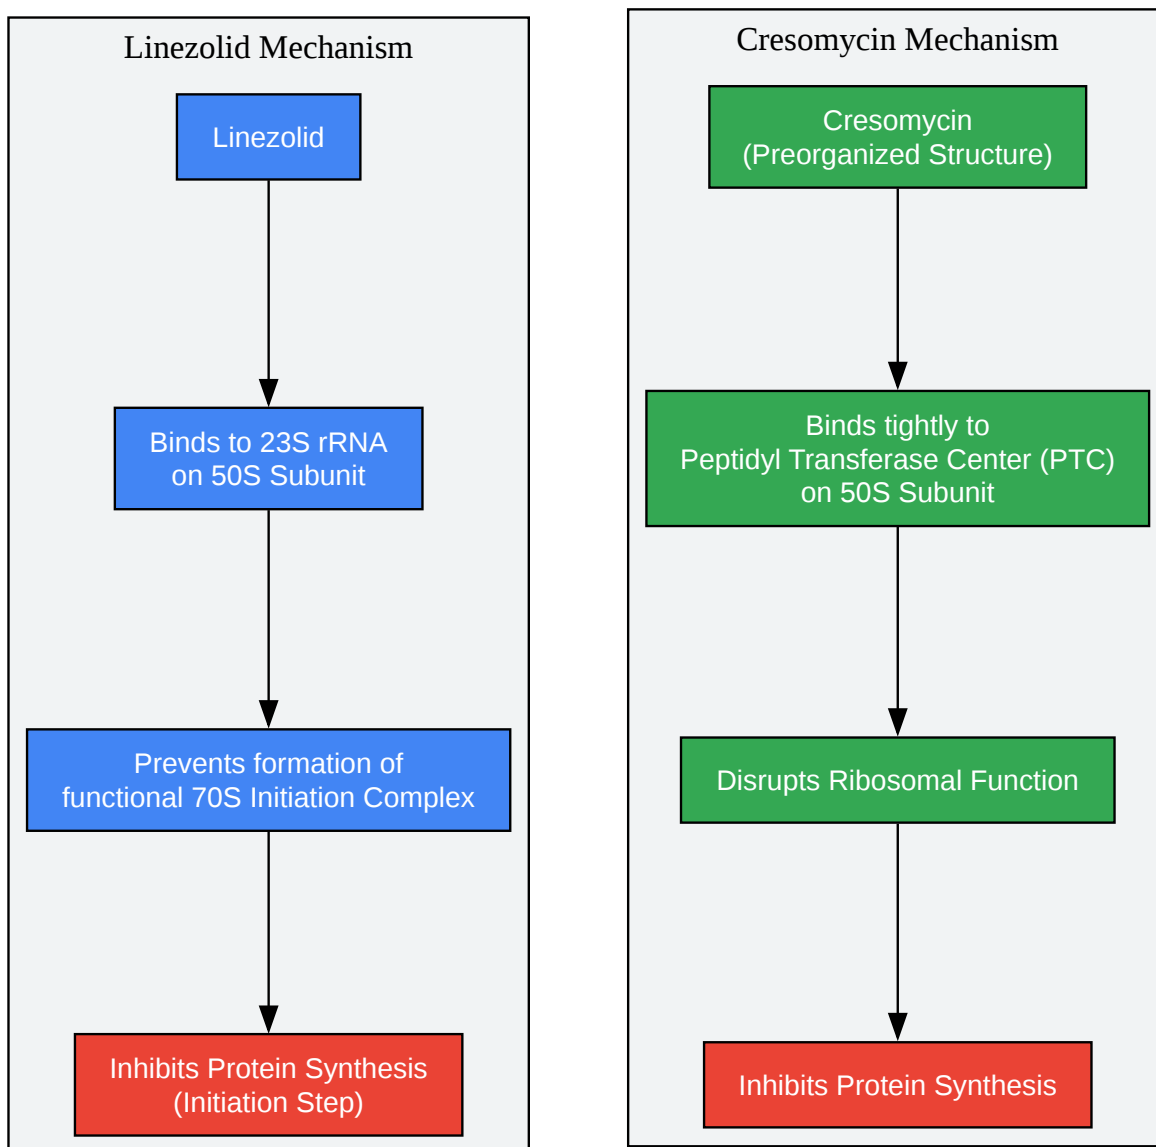 Linezolid Mechanism
Linezolid
Binds to 23S rRNA
on 50S Subunit
Prevents formation of
functional 70S Initiation Complex
Inhibits Protein Synthesis
(Initiation Step)
Cresomycin Mechanism
Cresomycin
(Preorganized Structure)
Binds tightly to
Peptidyl Transferase Center (PTC)
on 50S Subunit
Disrupts Ribosomal Function
Inhibits Protein Synthesis